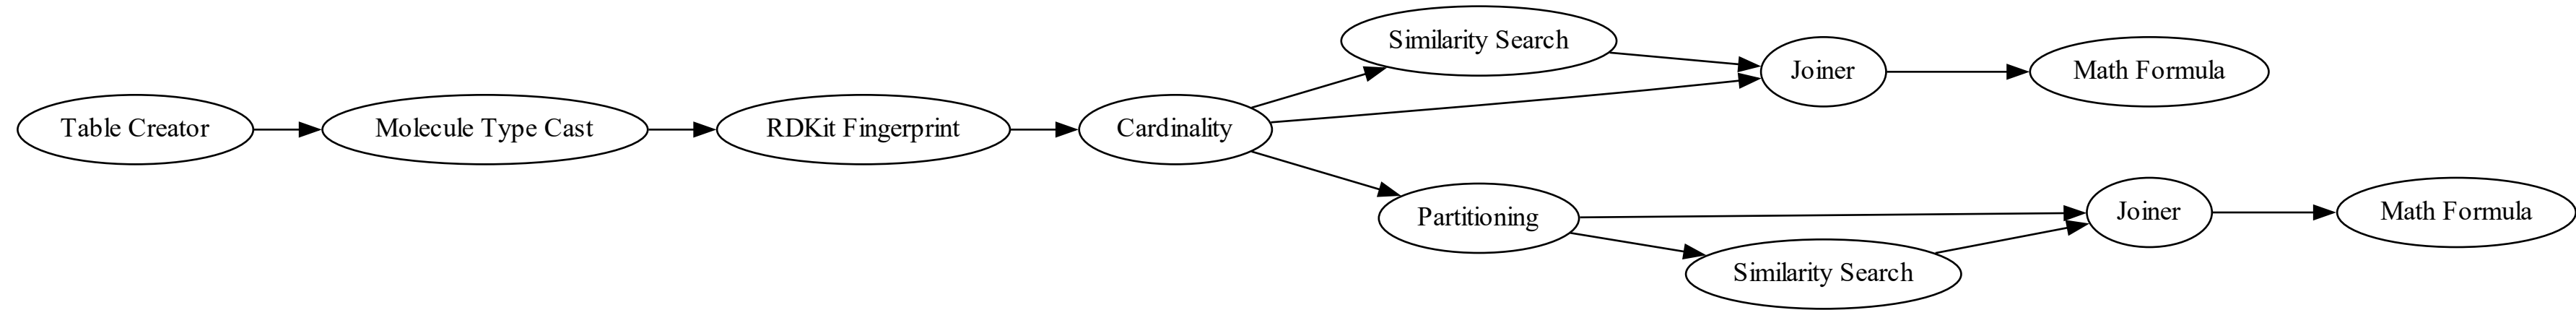 Table Creator
Molecule Type Cast
RDKit Fingerprint
Cardinality
Similarity Search
Joiner
Math Formula
Partitioning
Similarity Search
Joiner
Math Formula